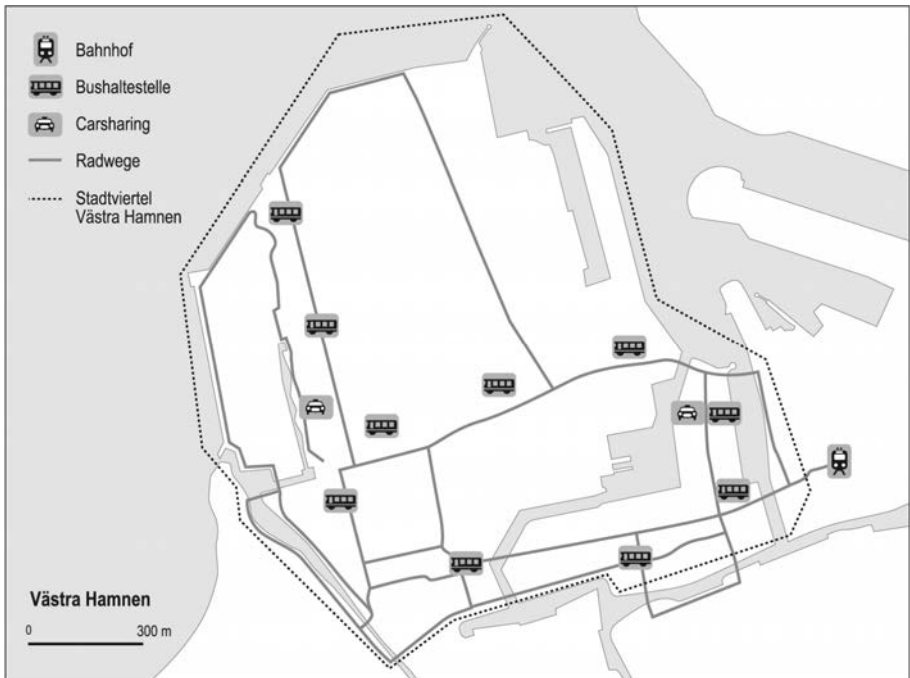 Bahnhof
Bushaltestelle
Carsharing
Radwege
Stadtviertel
Västra Hamnen
Västra Hamnen
0 300 m